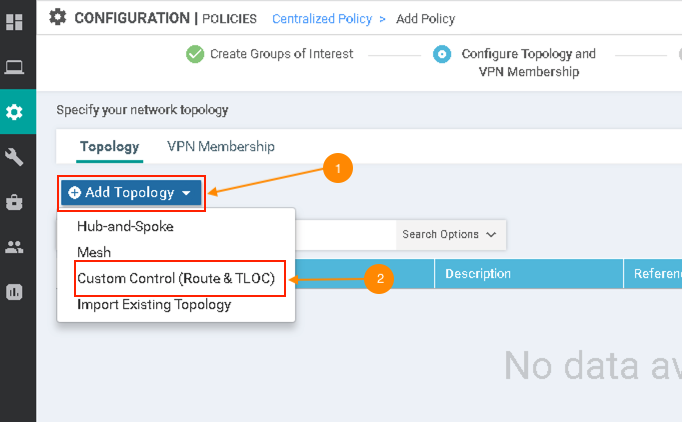 CONFIGURATION | POLICIES Centralized Policy > Add Policy
Create Groups of Interest
Configure Topology and
VPN Membership
Specify your network topology
Topology VPN Membership
1
Add Topology
Hub-and-Spoke
Search Options
Mesh
Custom Control (Route & TLOC)
2
Description
Import Existing Topology
No data